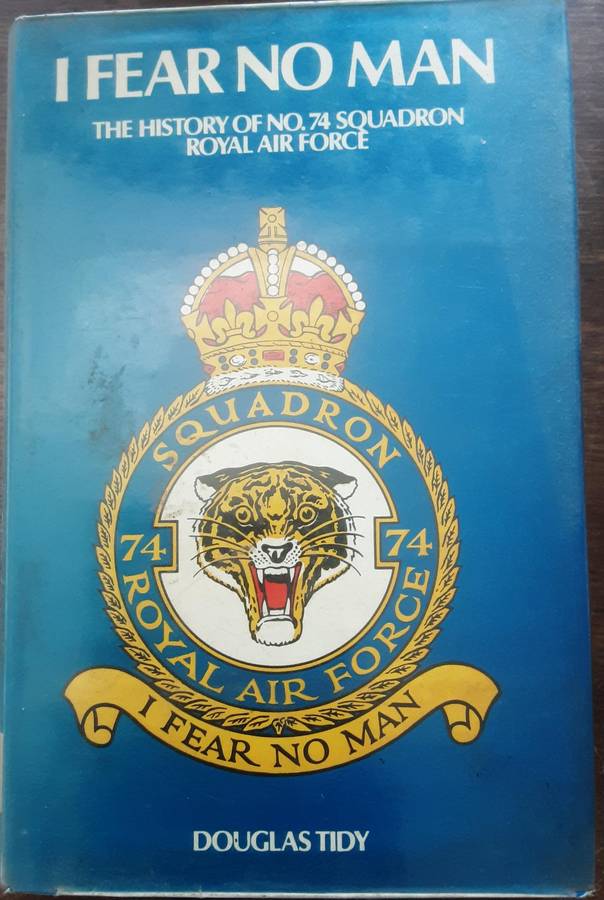 I FEAR NO MAN
THE HISTORY OF NO. 74 SQUADRON
ROYAL AIR FORCE
SQUADRON
74 74
ROYAL AIR FORCE
I FEAR NO MAN
DOUGLAS TIDY